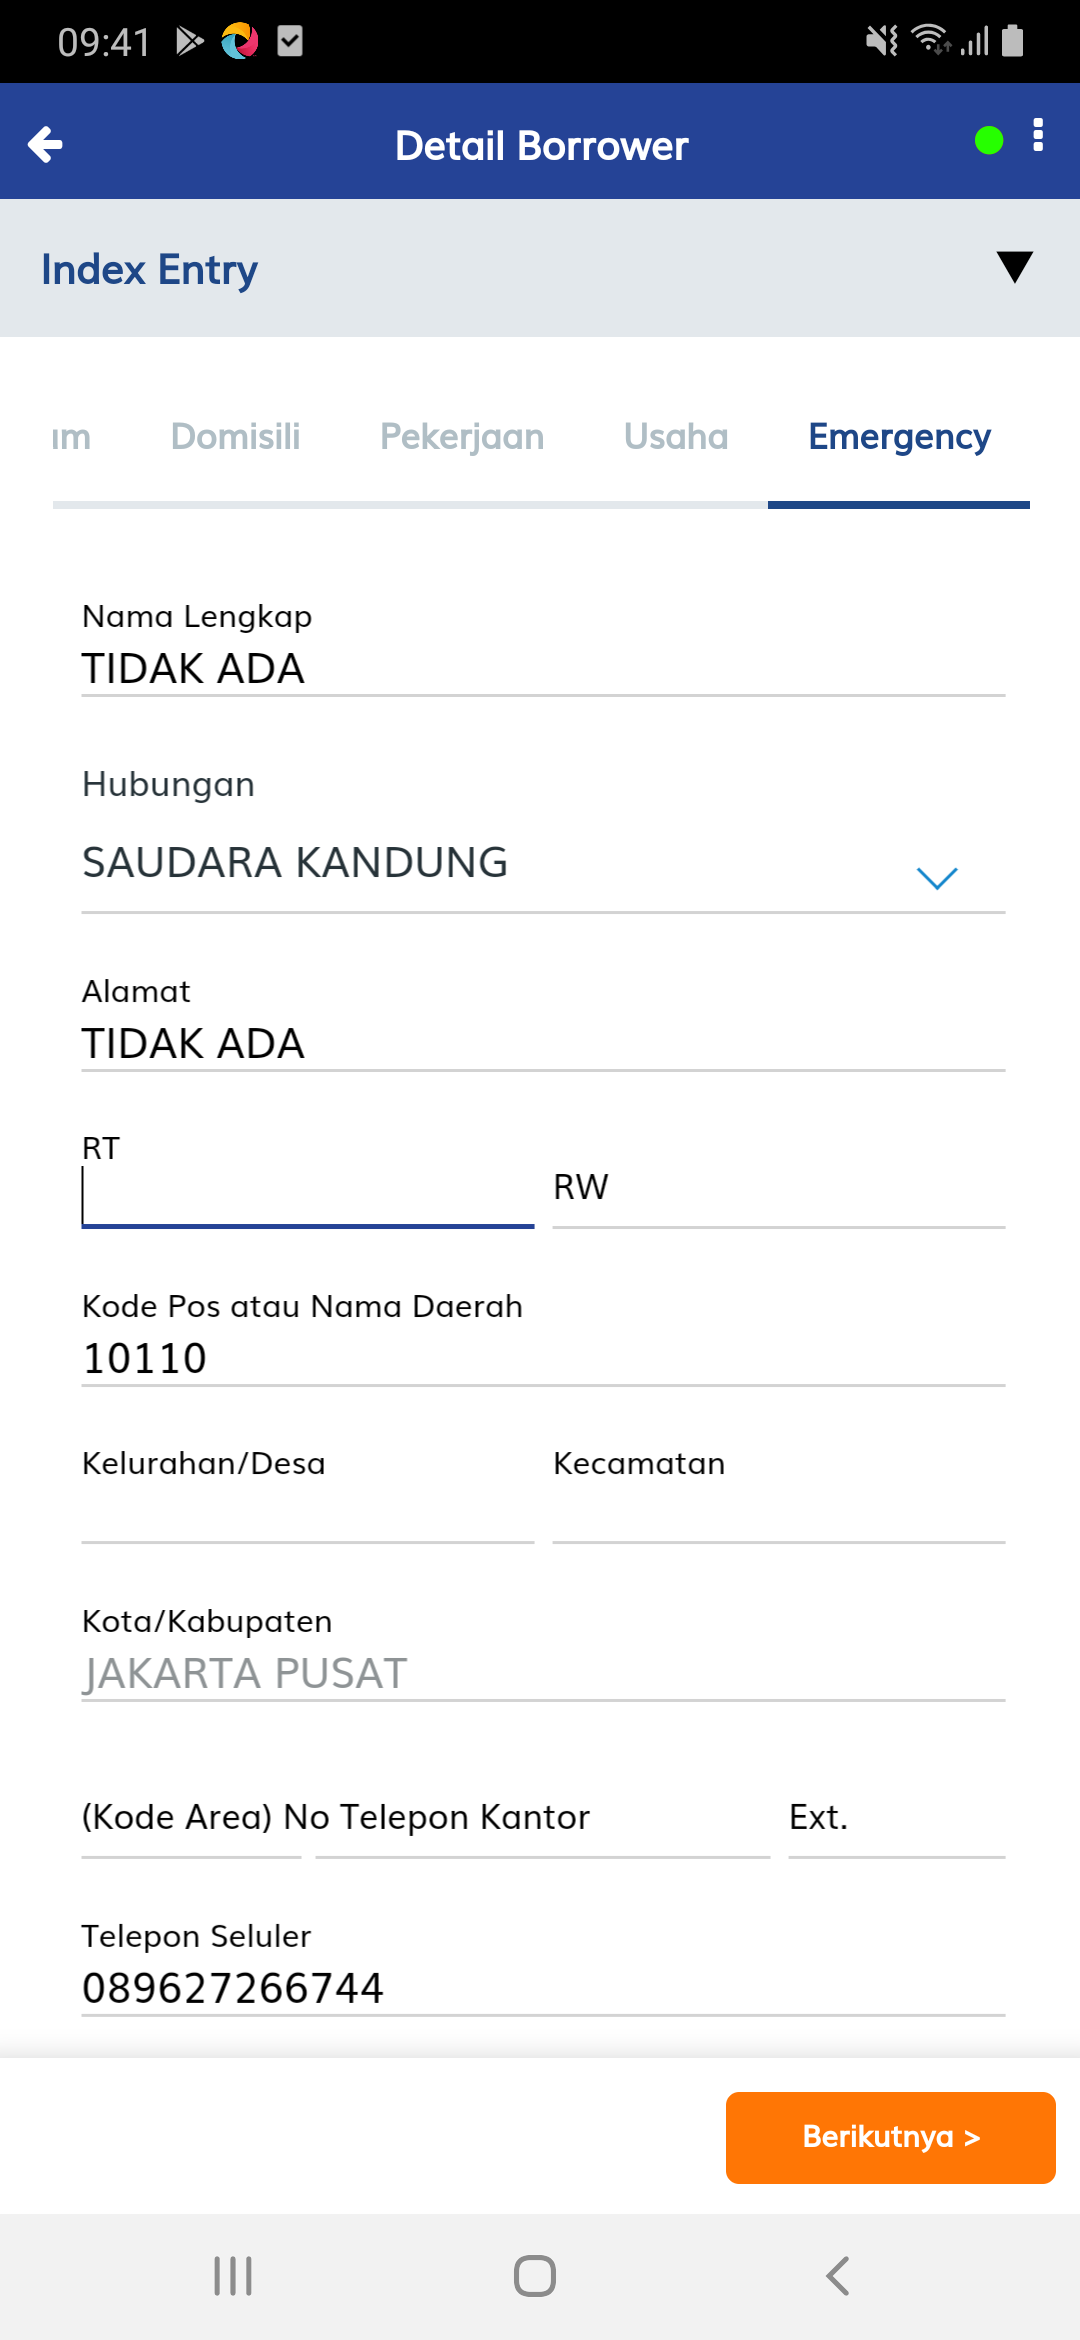 09:41
Detail Borrower
Index Entry
um Domisili Pekerjaan Usaha Emergency
Nama Lengkap
TIDAK ADA
Hubungan
SAUDARA KANDUNG
Alamat
TIDAK ADA
RT
RW
Kode Pos atau Nama Daerah
10110
Kelurahan/Desa Kecamatan
Kota/Kabupaten
JAKARTA PUSAT
(Kode Area) No Telepon Kantor Ext.
Telepon Seluler
089627266744
Berikutnya >